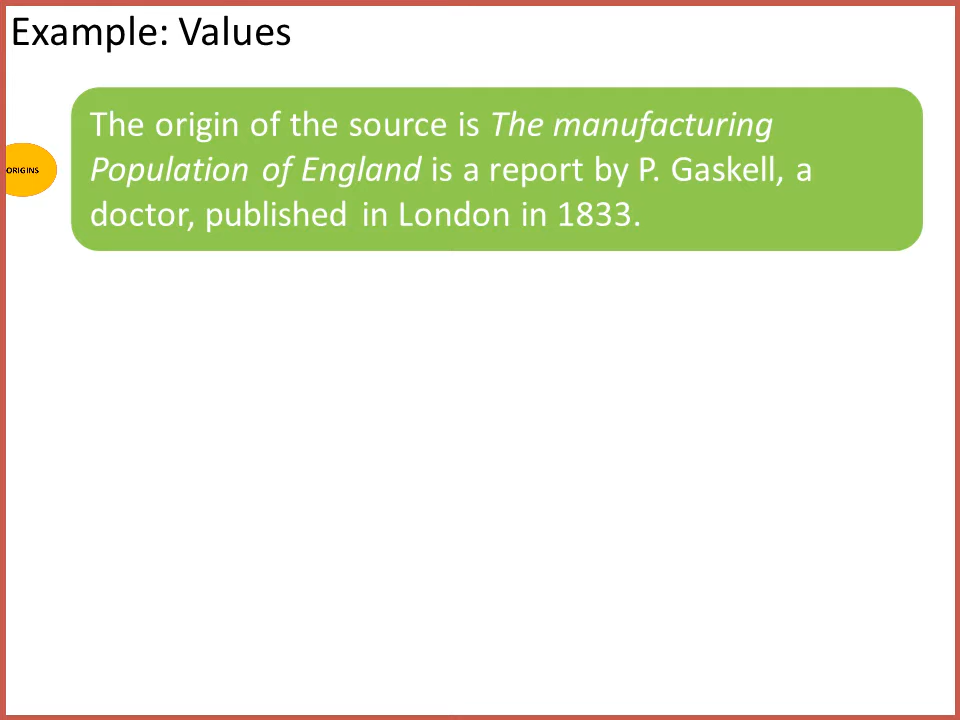 Example: Values
The origin of the source is The manufacturing
ORIGINS
Population of England is a report by P. Gaskell, a
doctor, published in London in 1833.